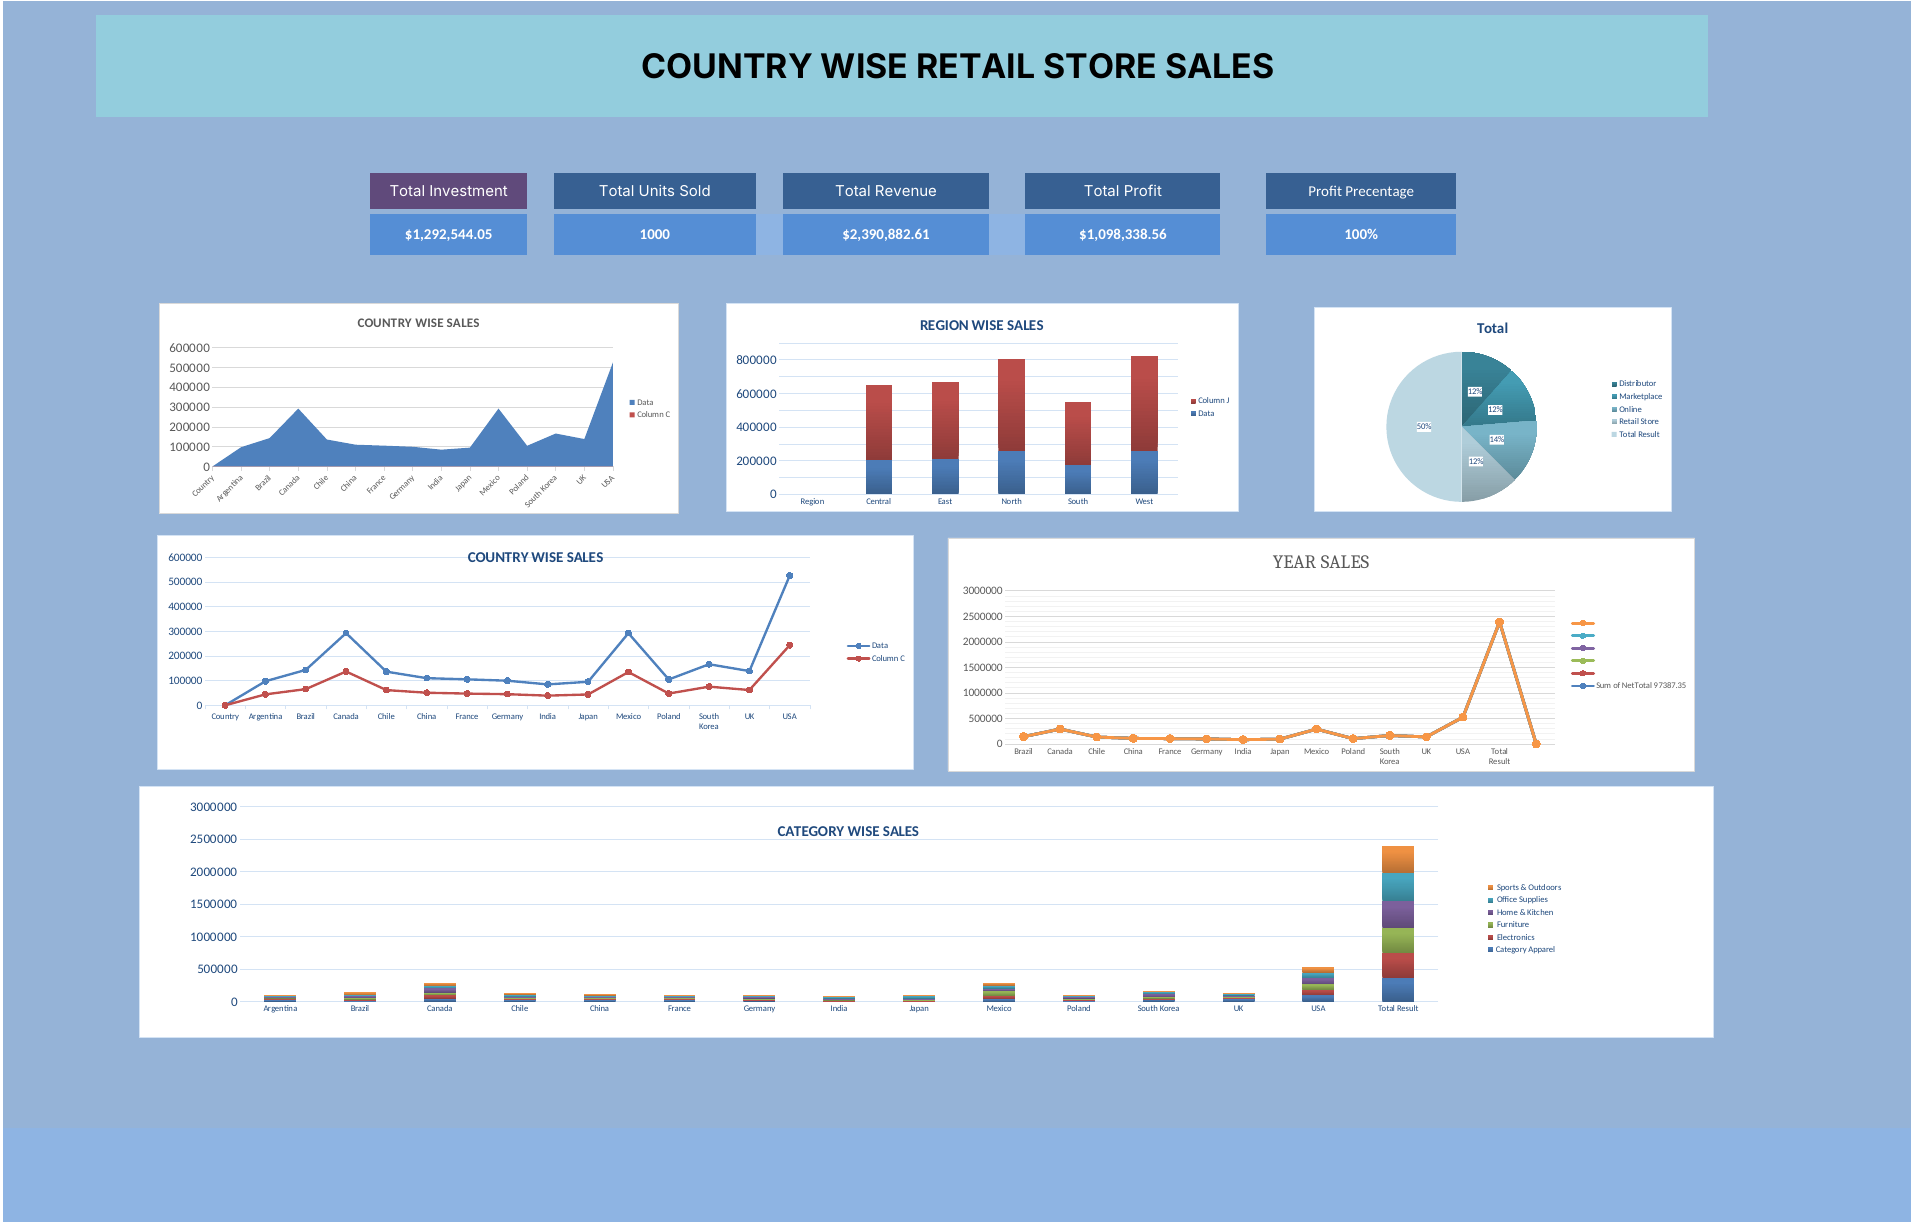 COUNTRY WISE RETAIL STORE SALES
Total Investment
Total Units Sold
Total Revenue
Total Profit
Profit Precentage
$1,292,544.05
1000
$2,390,882.61
$1,098,338.56
100%
COUNTRY WISE SALES
600000
500000
400000
300000
200000
100000
0
Country
Argentina
Brazil
Canada
Chile
China
France
Germany
India
Japan
Mexico
Poland
South Korea
UK
USA
Data
Column C
REGION WISE SALES
800000
600000
400000
200000
0
Region
Central
East
North
South
West
Column J
Data
Total
12%
12%
14%
12%
50%
Distributor
Marketplace
Online
Retail Store
Total Result
COUNTRY WISE SALES
600000
500000
400000
300000
200000
100000
0
Country
Argentina
Brazil
Canada
Chile
China
France
Germany
India
Japan
Mexico
Poland
South
Korea
UK
USA
Data
Column C
YEAR SALES
3000000
2500000
2000000
1500000
1000000
500000
0
Brazil
Canada
Chile
China
France
Germany
India
Japan
Mexico
Poland
South
Korea
UK
USA
Total
Result
Sum of NetTotal 97387.35
CATEGORY WISE SALES
3000000
2500000
2000000
1500000
1000000
500000
0
Argentina
Brazil
Canada
Chile
China
France
Germany
India
Japan
Mexico
Poland
South Korea
UK
USA
Total Result
Sports & Outdoors
Office Supplies
Home & Kitchen
Furniture
Electronics
Category Apparel